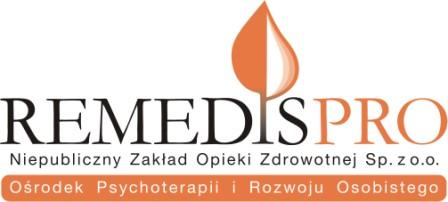 REMEDISPRO
Niepubliczny Zakład Opieki Zdrowotnej Sp. z o.o.
Ośrodek Psychoterapii i Rozwoju Osobistego